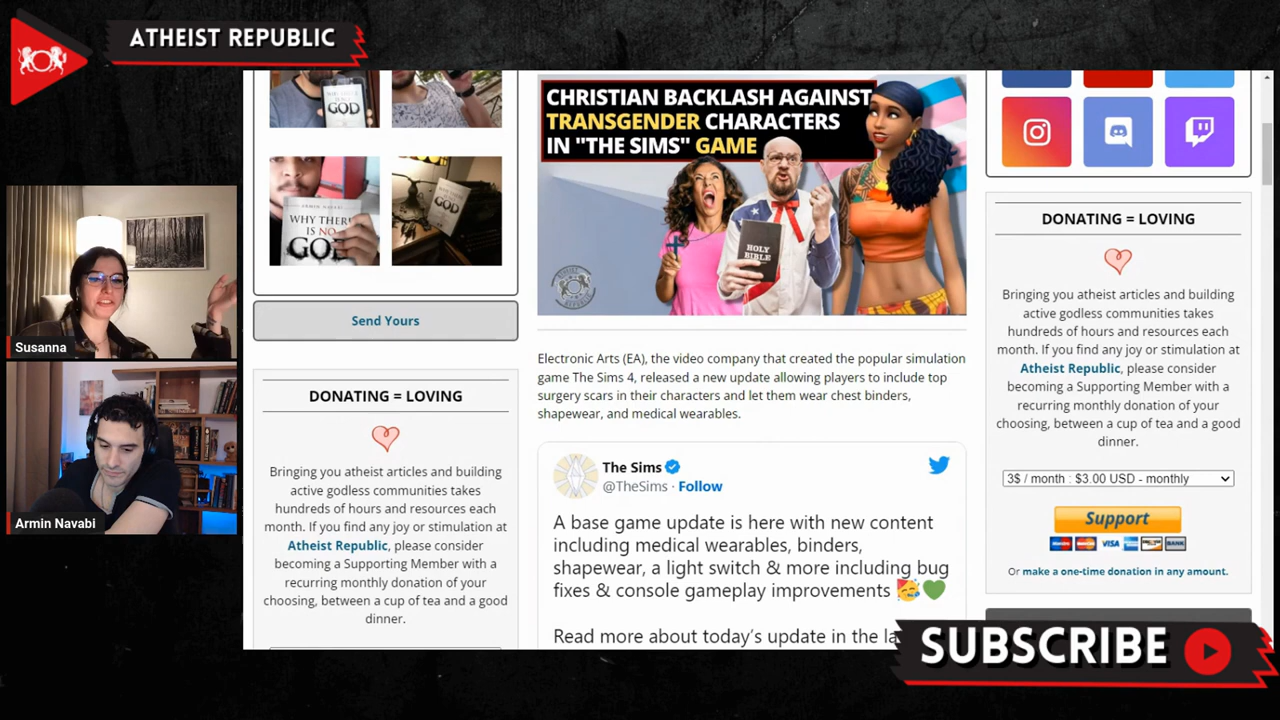 ATHEIST REPUBLIC
Susanna
Armin Navabi
GOD
ARMIN NAVABI
WHY THERE
IS NO
GOD
GOD
Send Yours
DONATING = LOVING
Bringing you atheist articles and building
active godless communities takes
hundreds of hours and resources each
month. If you find any joy or stimulation at
Atheist Republic, please consider
becoming a Supporting Member with a
recurring monthly donation of your
choosing, between a cup of tea and a good
dinner.
CHRISTIAN BACKLASH AGAINST
TRANSGENDER CHARACTERS
IN "THE SIMS" GAME
HOLY
BIBLE
Electronic Arts (EA), the video company that created the popular simulation
game The Sims 4, released a new update allowing players to include top
surgery scars in their characters and let them wear chest binders,
shapewear, and medical wearables.
The Sims
@TheSims · Follow
A base game update is here with new content
including medical wearables, binders,
shapewear, a light switch & more including bug
fixes & console gameplay improvements 🥳💚
Read more about today's update in the la
DONATING = LOVING
Bringing you atheist articles and building
active godless communities takes
hundreds of hours and resources each
month. If you find any joy or stimulation at
Atheist Republic, please consider
becoming a Supporting Member with a
recurring monthly donation of your
choosing, between a cup of tea and a good
dinner.
3$ / month : $3.00 USD - monthly
Support
VISA
BANK
Or make a one-time donation in any amount.
SUBSCRIBE